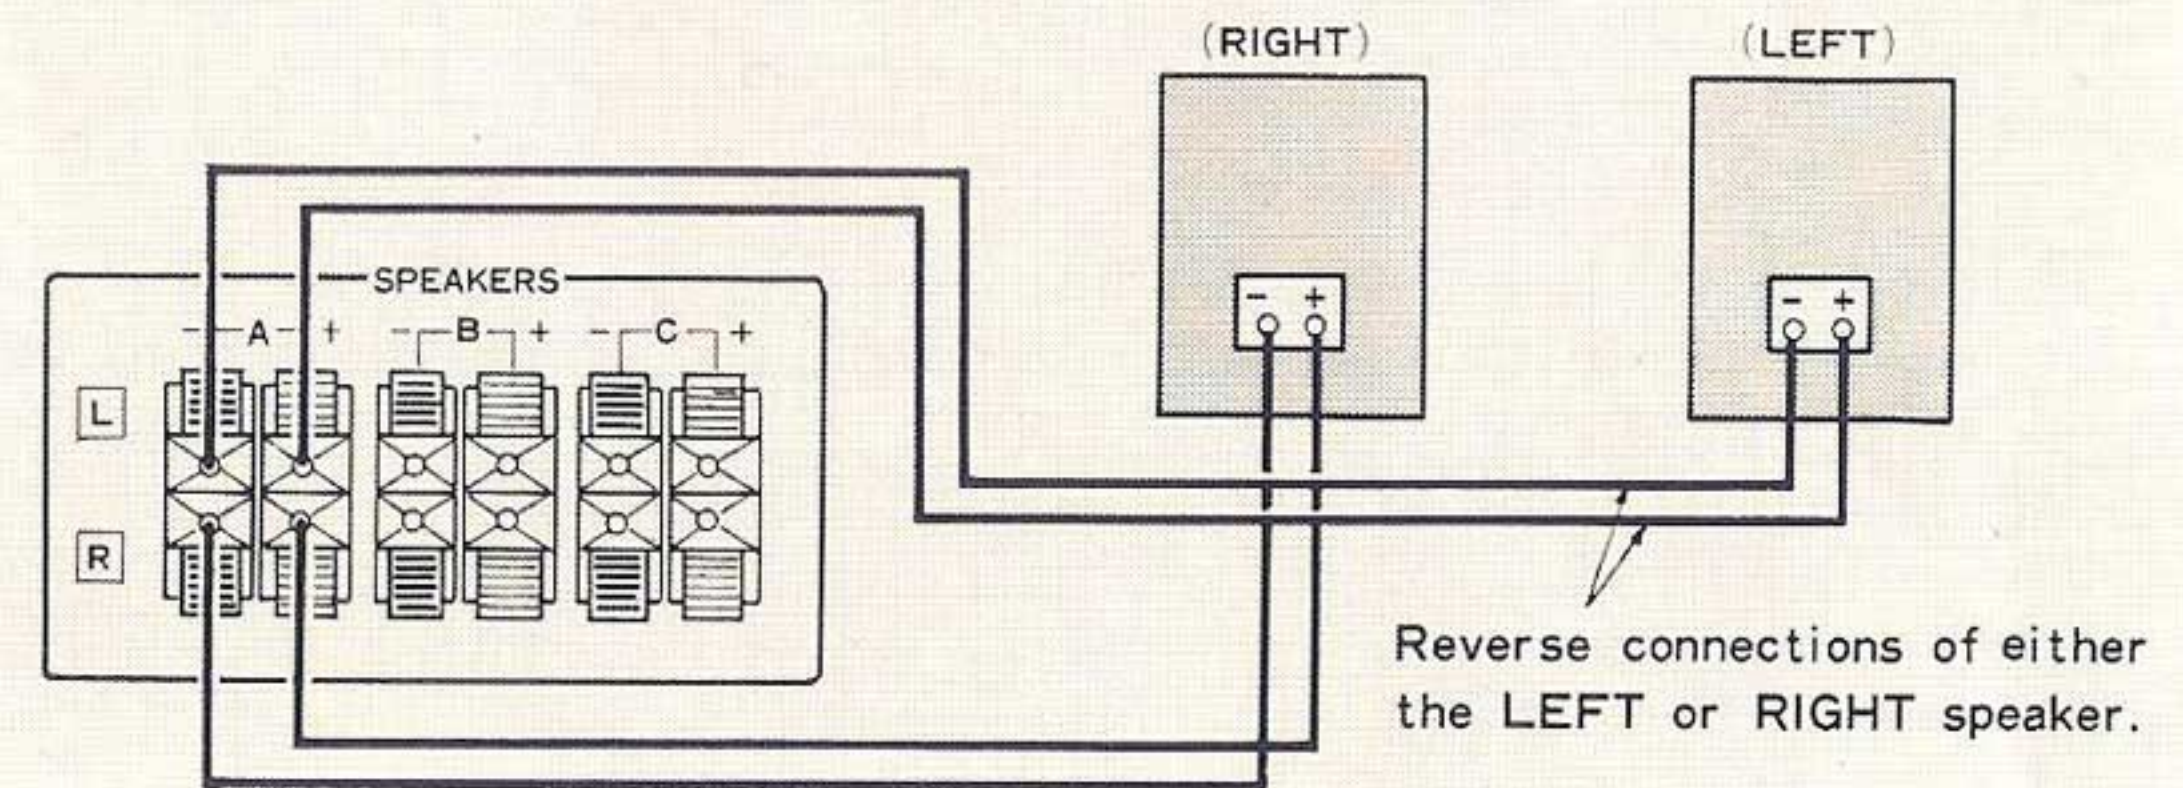 (RIGHT) (LEFT)
SPEAKERS
- A - + - B + - C +
- + - +
L
R
Reverse connections of either
the LEFT or RIGHT speaker.